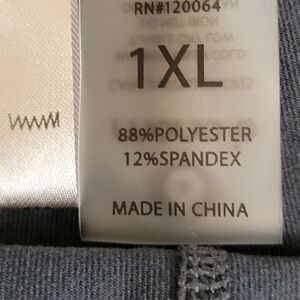 RN#120064
1XL
88%POLYESTER
12%SPANDEX
MADE IN CHINA